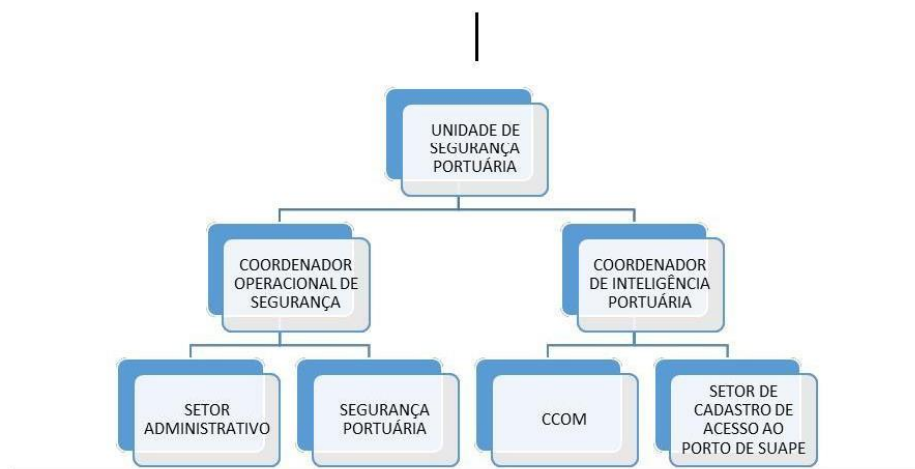 UNIDADE DE
SEGURANÇA
PORTUÁRIA
COORDENADOR
OPERACIONAL DE
SEGURANÇA
COORDENADOR
DE INTELIGÊNCIA
PORTUÁRIA
SETOR
ADMINISTRATIVO
SEGURANÇA
PORTUÁRIA
CCOM
SETOR DE
CADASTRO DE
ACESSO AO
PORTO DE SUAPE